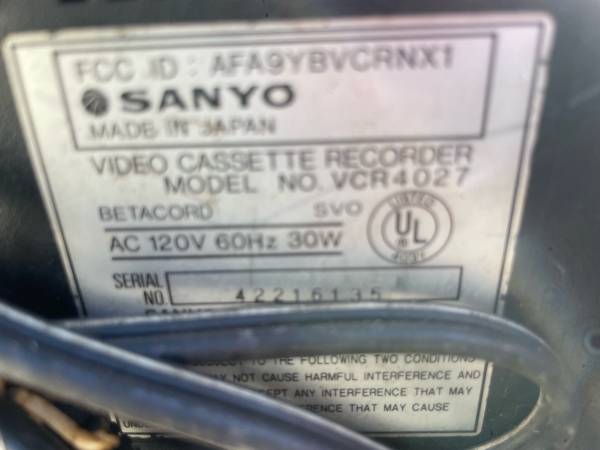 FCC ID: AFA9YBVCRNX1
SANYO
MADE IN JAPAN
VIDEO CASSETTE RECORDER
MODEL NO. VCR4027
BETACORD SVO
LISTED
UL
AC 120V 60Hz 30W
SERIAL
NO 42216135
TO THE FOLLOWING TWO CONDITIONS
MAY NOT CAUSE HARMFUL INTERFERENCE AND
ANY INTERFERENCE THAT MAY
THAT MAY CAUSE